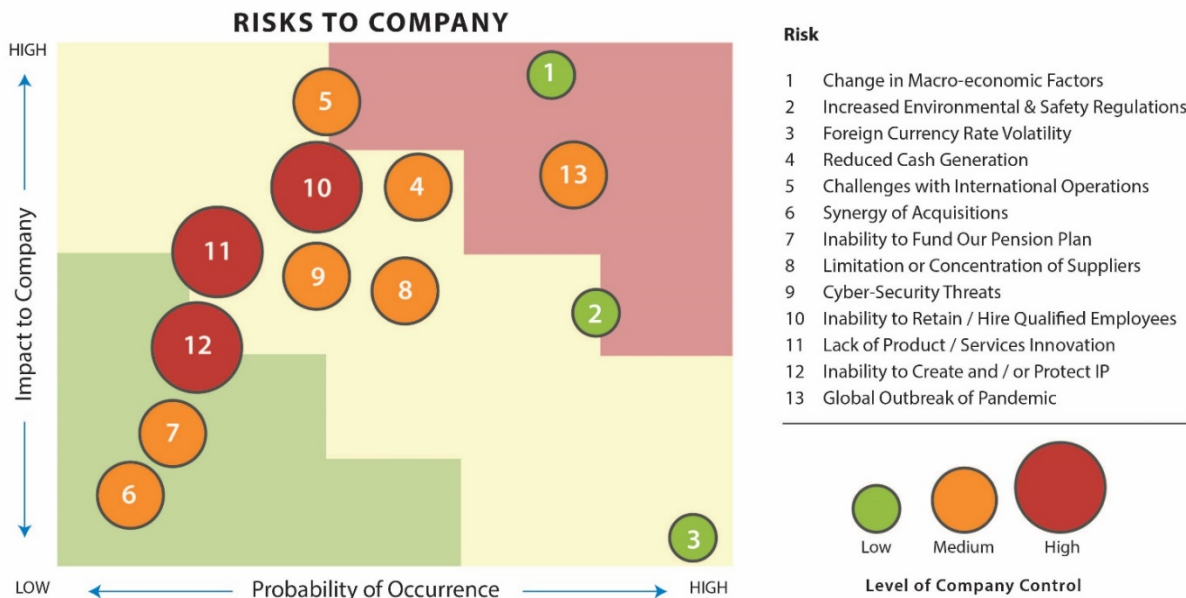 RISKS TO COMPANY
HIGH
Impact to Company
LOW
Probability of Occurrence
HIGH
1
5
10
4
13
11
9
8
2
12
7
6
3
Risk
1 Change in Macro-economic Factors
2 Increased Environmental & Safety Regulations
3 Foreign Currency Rate Volatility
4 Reduced Cash Generation
5 Challenges with International Operations
6 Synergy of Acquisitions
7 Inability to Fund Our Pension Plan
8 Limitation or Concentration of Suppliers
9 Cyber-Security Threats
10 Inability to Retain / Hire Qualified Employees
11 Lack of Product / Services Innovation
12 Inability to Create and / or Protect IP
13 Global Outbreak of Pandemic
Low Medium High
Level of Company Control